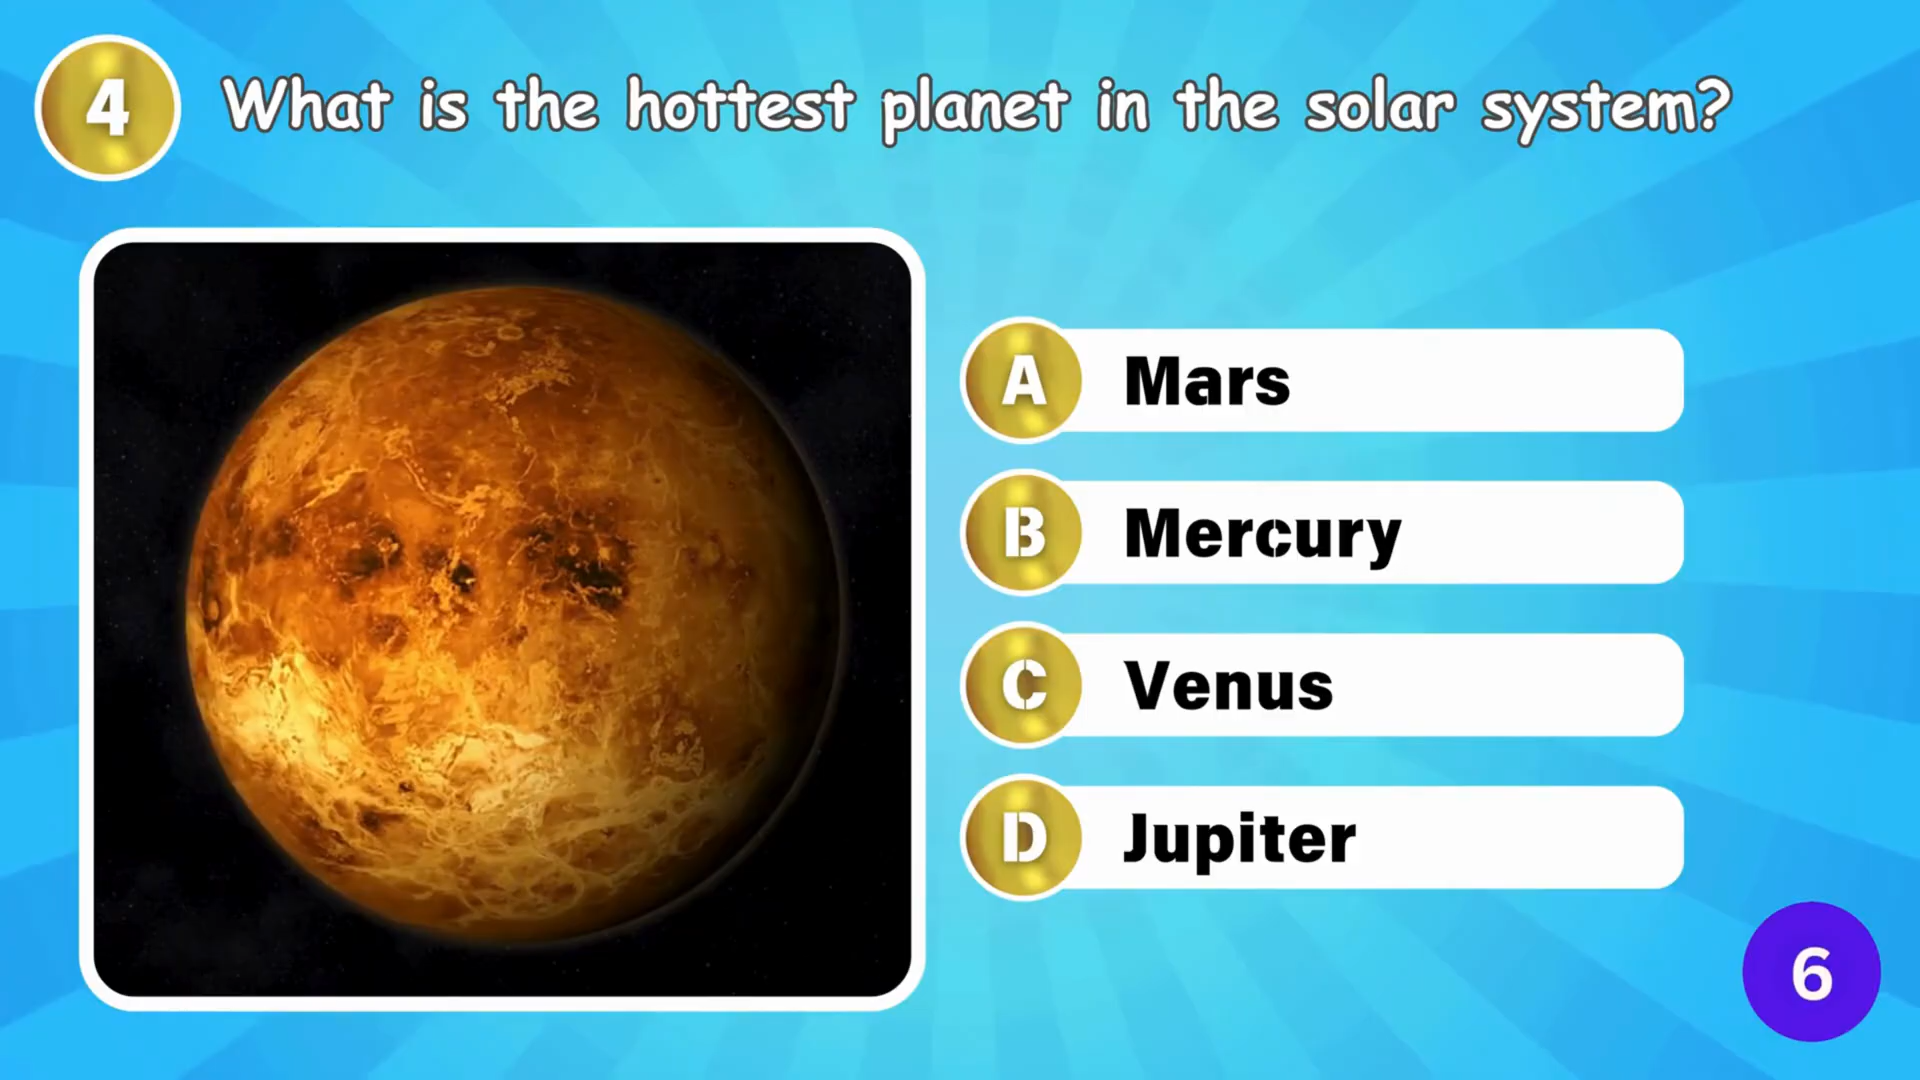 4
What is the hottest planet in the solar system?
A Mars
B Mercury
C Venus
D Jupiter
6